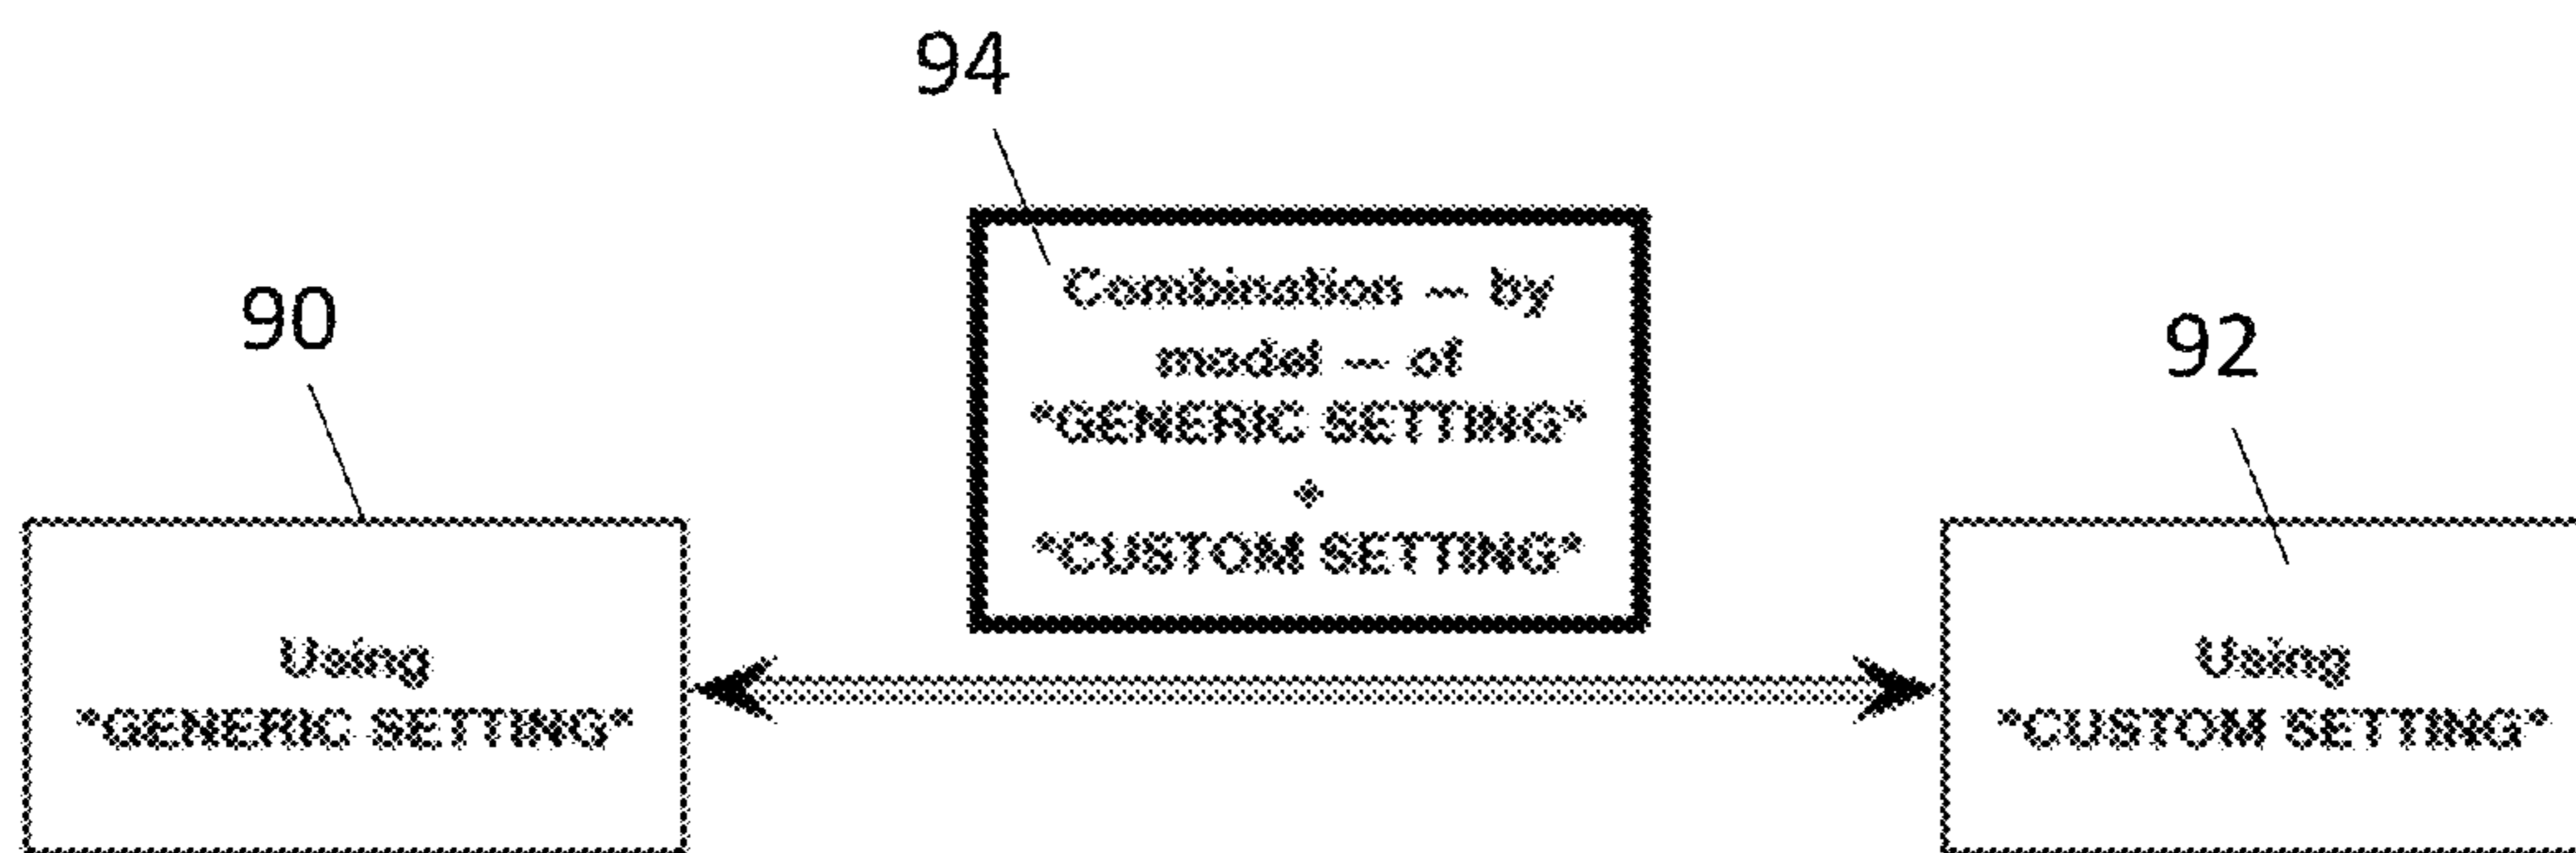 94
Combination – by
model – of
"GENERIC SETTING"
+
"CUSTOM SETTING"
90
Using
"GENERIC SETTING"
92
Using
"CUSTOM SETTING"